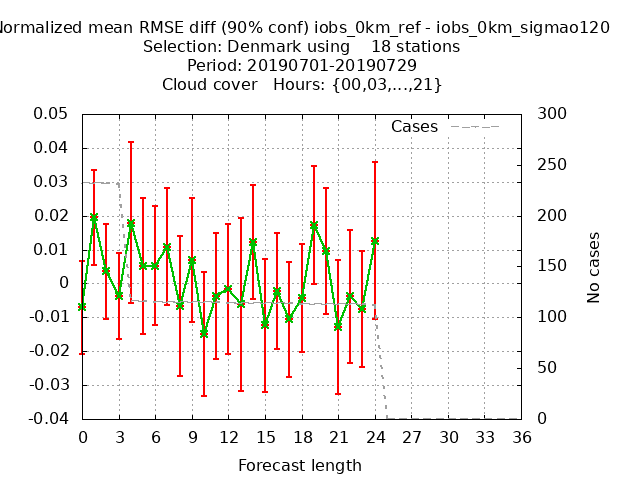 Normalized mean RMSE diff (90% conf) iobs_0km_ref - iobs_0km_sigmao120
Selection: Denmark using 18 stations
Period: 20190701-20190729
Cloud cover Hours: {00,03,...,21}
Cases
0.05
0.04
0.03
0.02
0.01
0
-0.01
-0.02
-0.03
-0.04
300
250
200
150
100
50
0
No cases
0 3 6 9 12 15 18 21 24 27 30 33 36
Forecast length